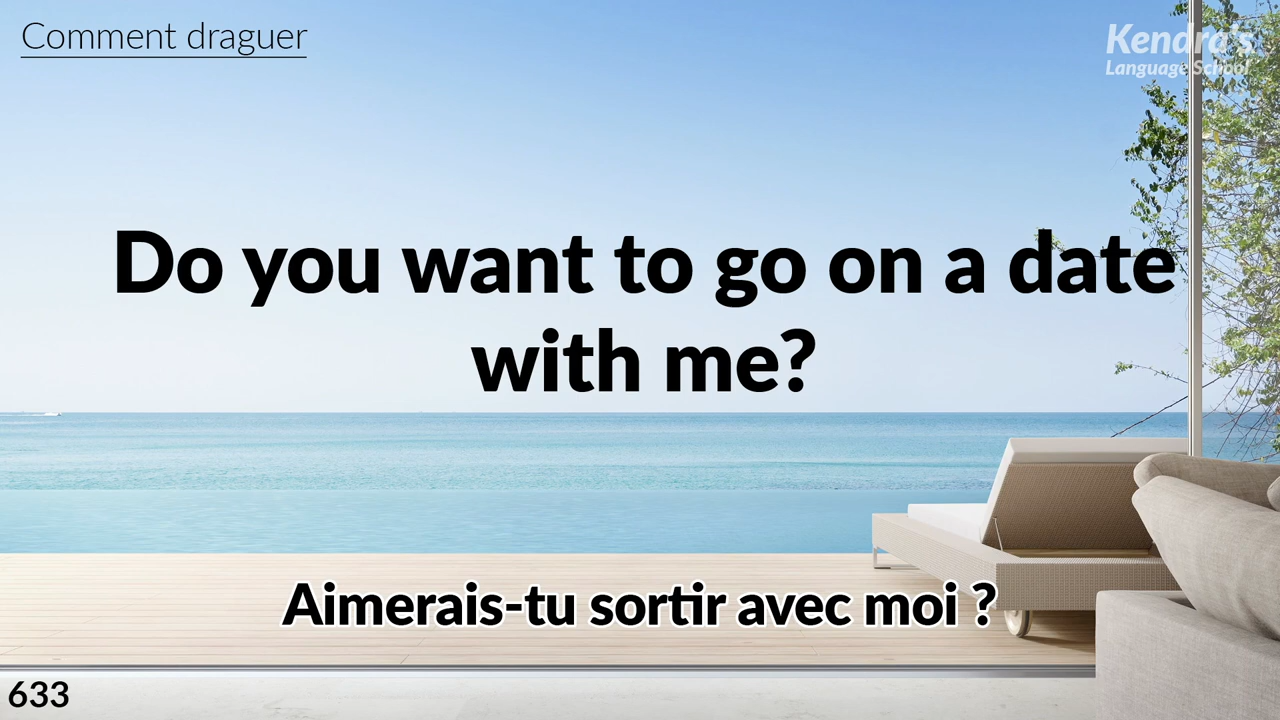 Comment draguer
Kendra's
Language School
Do you want to go on a date
with me?
Aimerais-tu sortir avec moi ?
633